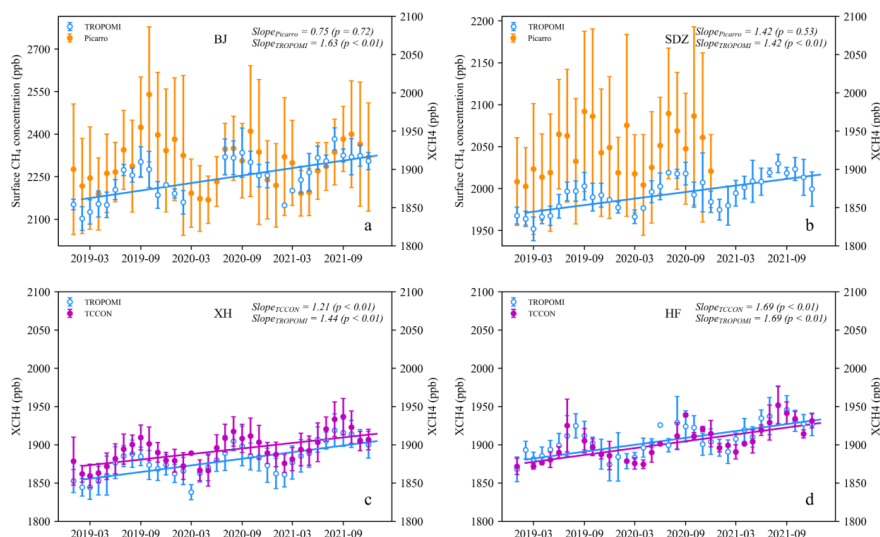 TROPOMI
Picarro
BJ
Slope_Picarro = 0.75 (p = 0.72)
Slope_TROPOMI = 1.63 (p < 0.01)
2700
2550
2400
2250
2100
Surface CH₄ concentration (ppb)
2100
2050
2000
1950
1900
1850
1800
XCH4 (ppb)
a
2019-03 2019-09 2020-03 2020-09 2021-03 2021-09
SDZ
Slope_Picarro = 1.42 (p = 0.53)
Slope_TROPOMI = 1.42 (p < 0.01)
TROPOMI
Picarro
2200
2150
2100
2050
2000
1950
Surface CH₄ concentration (ppb)
2100
2050
2000
1950
1900
1850
1800
XCH4 (ppb)
b
2019-03 2019-09 2020-03 2020-09 2021-03 2021-09
TROPOMI
TCCON
XH
Slope_TCCON = 1.21 (p < 0.01)
Slope_TROPOMI = 1.44 (p < 0.01)
2100
2050
2000
1950
1900
1850
1800
XCH4 (ppb)
2100
2050
2000
1950
1900
1850
1800
XCH4 (ppb)
c
2019-03 2019-09 2020-03 2020-09 2021-03 2021-09
TROPOMI
TCCON
HF
Slope_TCCON = 1.69 (p < 0.01)
Slope_TROPOMI = 1.69 (p < 0.01)
2100
2050
2000
1950
1900
1850
1800
XCH4 (ppb)
2100
2050
2000
1950
1900
1850
1800
XCH4 (ppb)
d
2019-03 2019-09 2020-03 2020-09 2021-03 2021-09